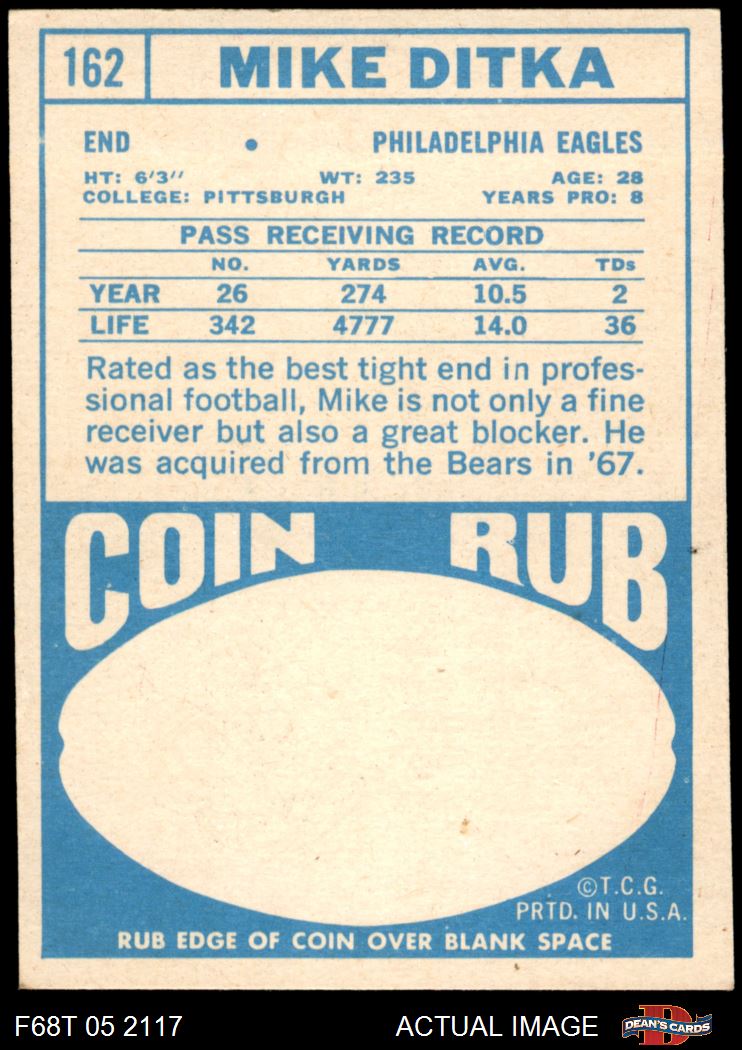 162 MIKE DITKA
END • PHILADELPHIA EAGLES
HT: 6'3'' WT: 235 AGE: 28
COLLEGE: PITTSBURGH YEARS PRO: 8
PASS RECEIVING RECORD
NO. YARDS AVG. TDs
YEAR 26 274 10.5 2
LIFE 342 4777 14.0 36
Rated as the best tight end in profes-
sional football, Mike is not only a fine
receiver but also a great blocker. He
was acquired from the Bears in '67.
COIN RUB
©T.C.G.
PRTD. IN U.S.A.
RUB EDGE OF COIN OVER BLANK SPACE
F68T 05 2117 ACTUAL IMAGE D DEAN'S CARDS